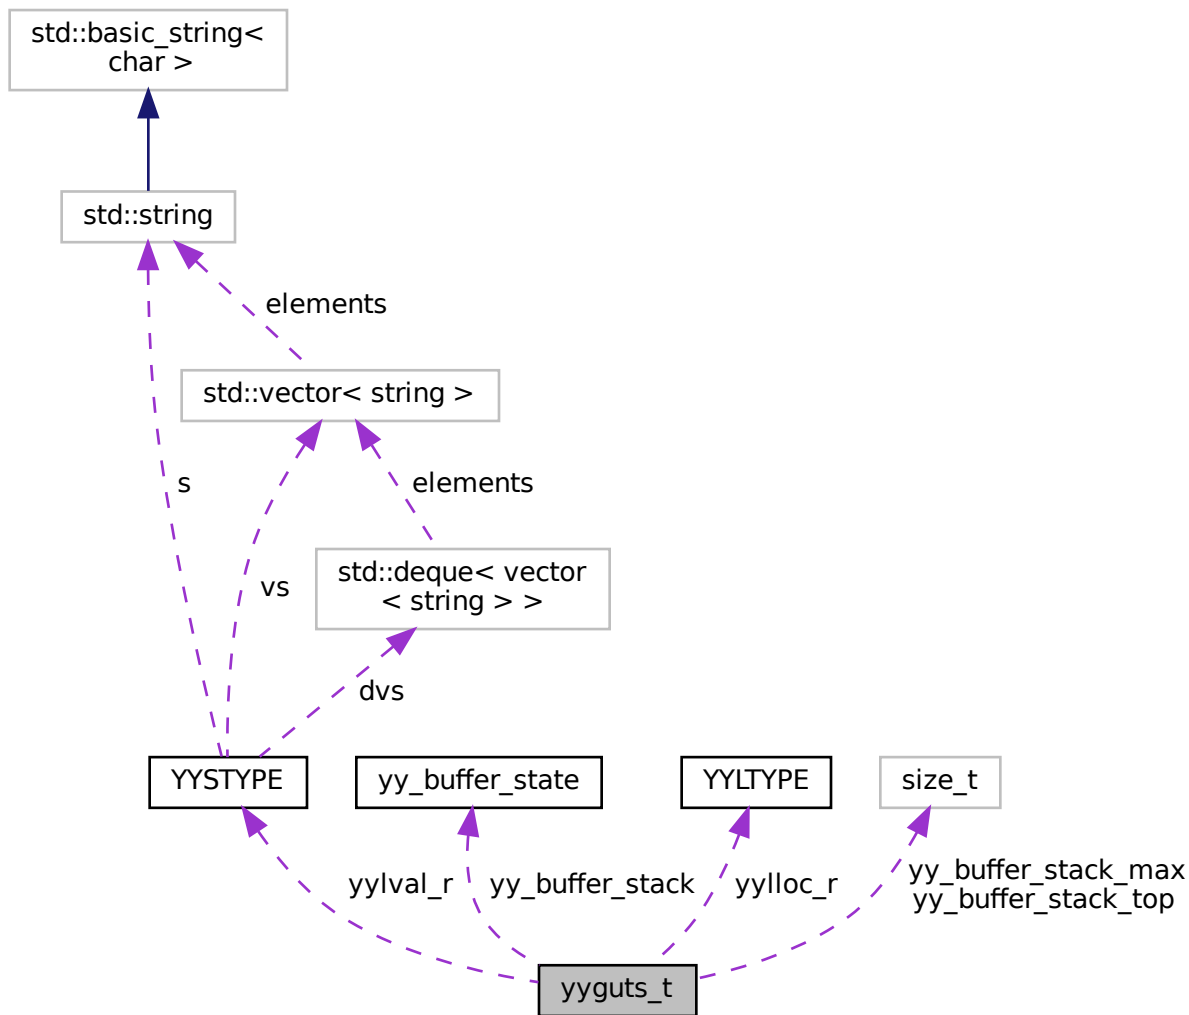 std::basic_string<
char >
std::string
elements
std::vector< string >
s
elements
vs
std::deque< vector
< string > >
dvs
YYSTYPE
yy_buffer_state
YYLTYPE
size_t
yylval_r
yy_buffer_stack
yylloc_r
yy_buffer_stack_max
yy_buffer_stack_top
yyguts_t